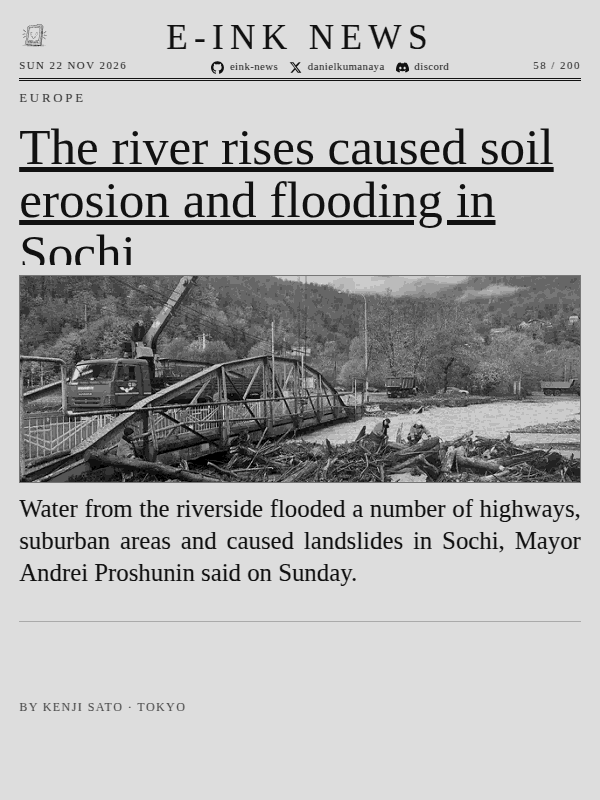 E-INK NEWS
SUN 22 NOV 2026
eink-news danielkumanaya discord
58 / 200
EUROPE
The river rises caused soil
erosion and flooding in
Sochi
Water from the riverside flooded a number of highways,
suburban areas and caused landslides in Sochi, Mayor
Andrei Proshunin said on Sunday.
BY KENJI SATO · TOKYO